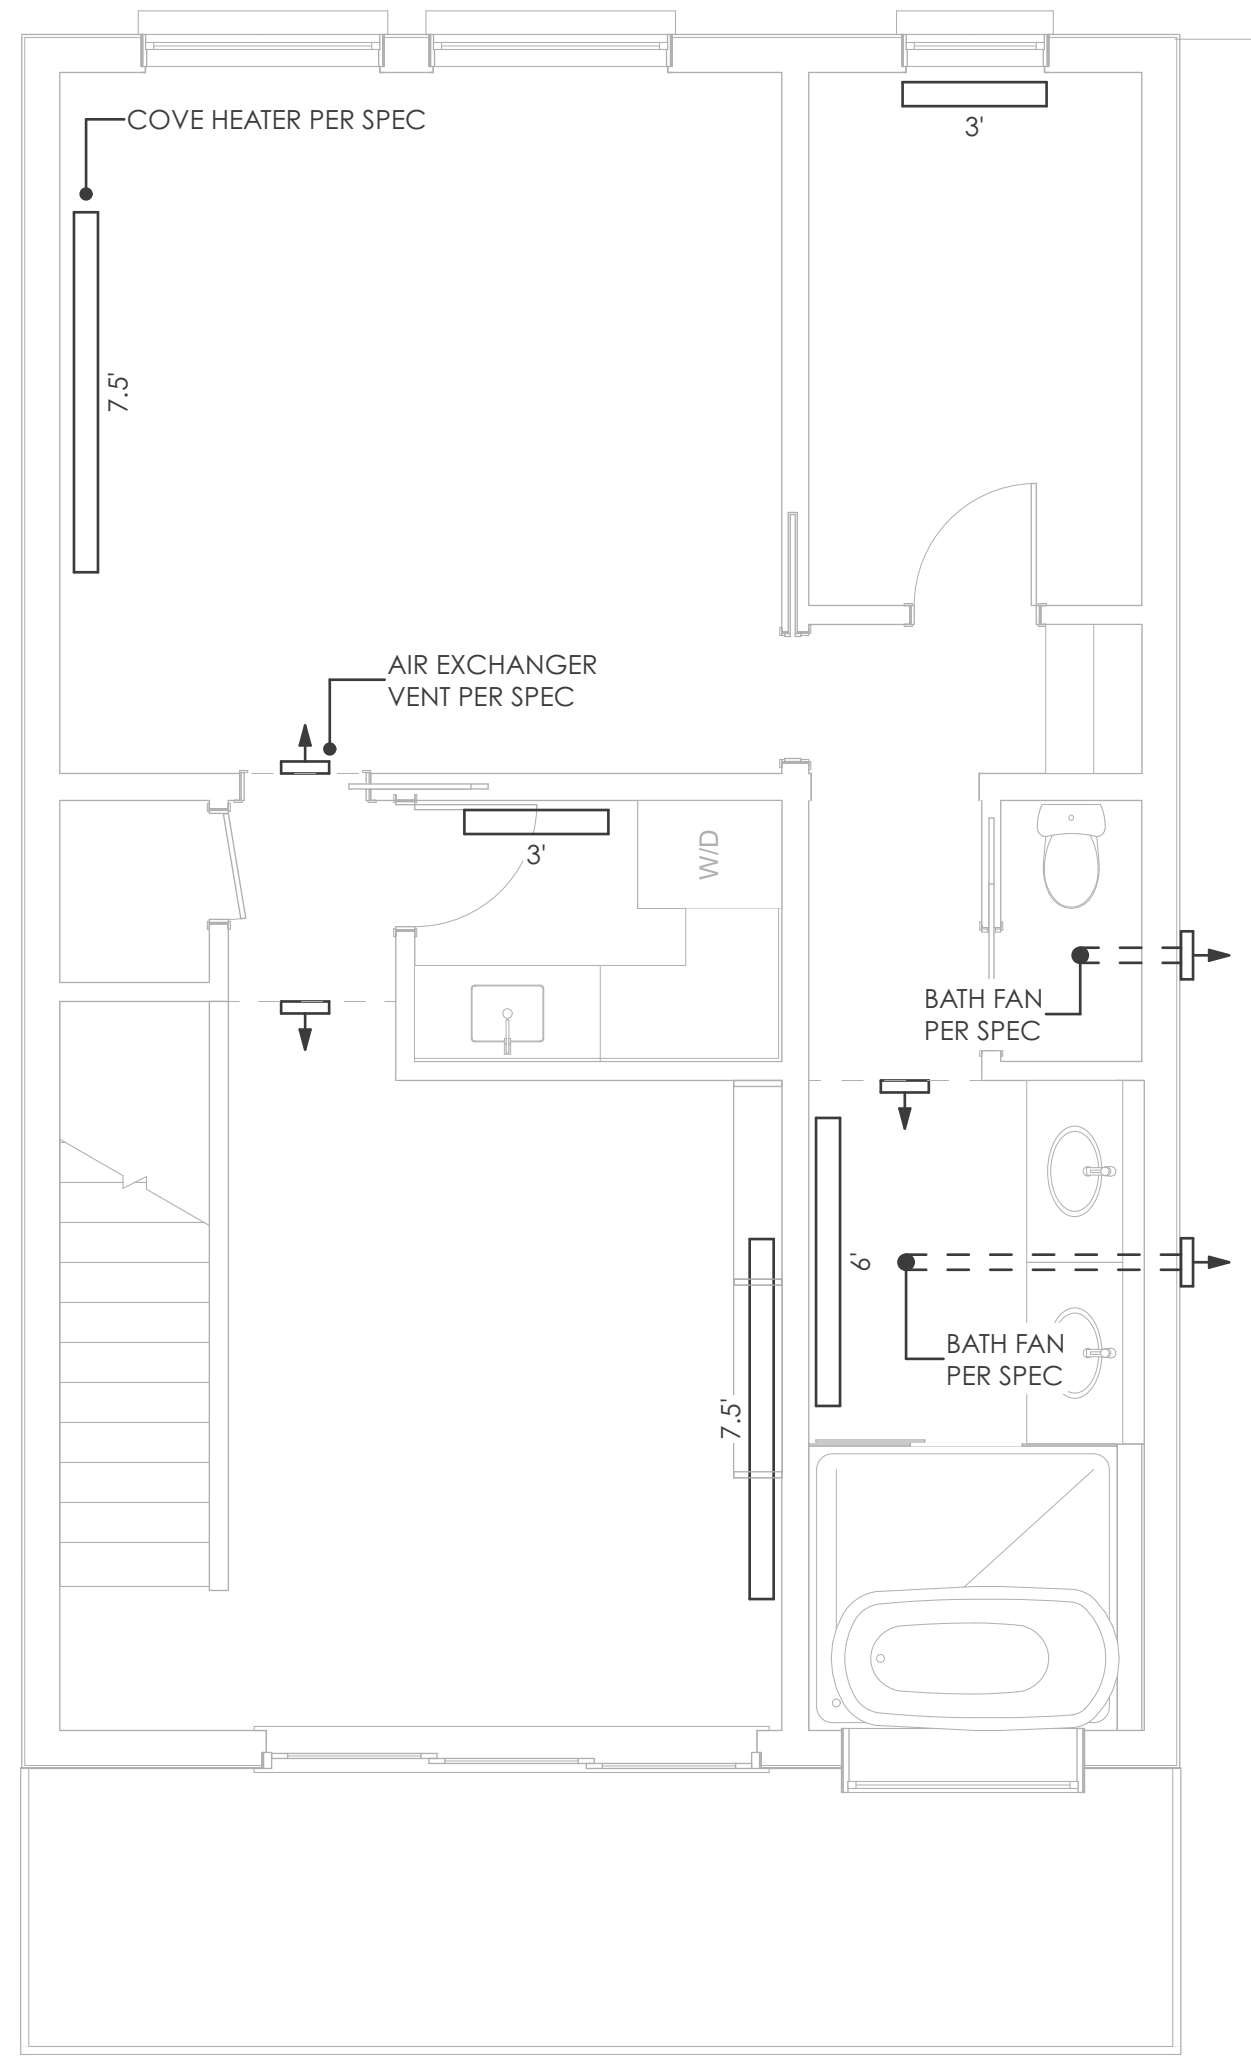 COVE HEATER PER SPEC
3'
7.5'
AIR EXCHANGER
VENT PER SPEC
3'
W/D
BATH FAN
PER SPEC
6'
BATH FAN
PER SPEC
7.5'